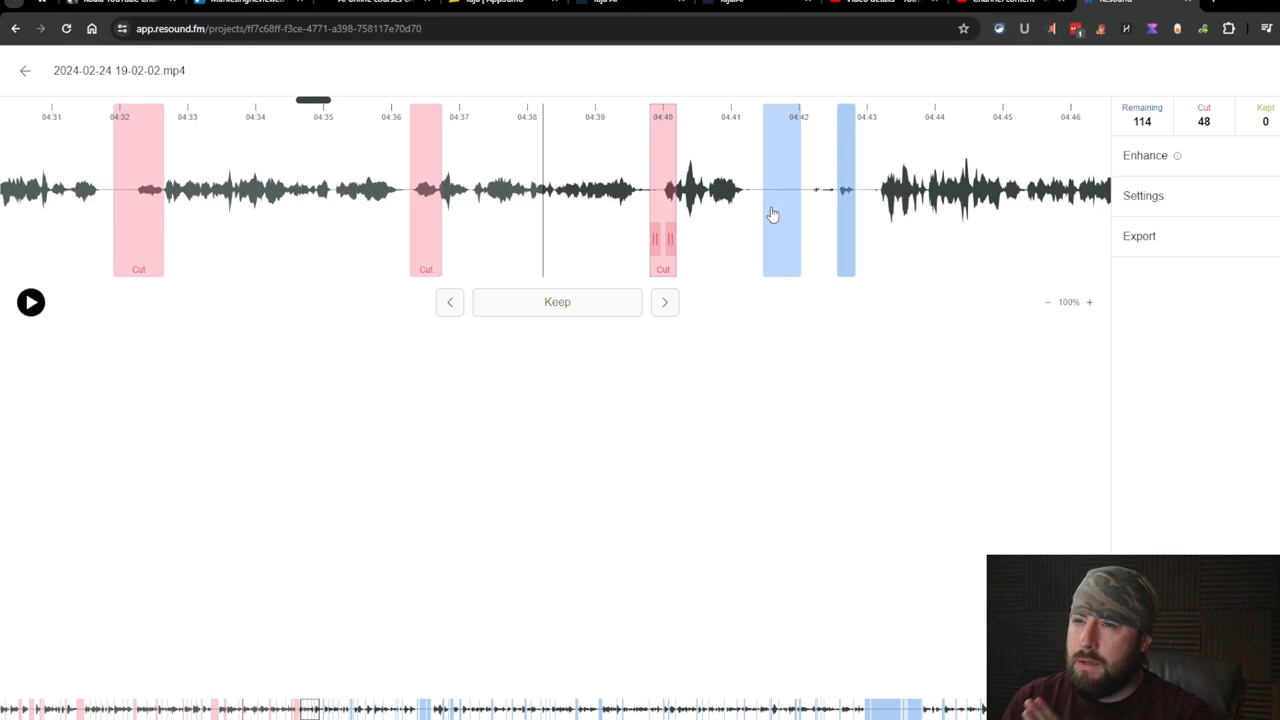 app.resound.fm/projects/ff7c68ff-f3ce-4771-a398-758117e70d70
2024-02-24 19-02-02.mp4
04:31 04:32 04:33 04:34 04:35 04:36 04:37 04:38 04:39 04:40 04:41 04:42 04:43 04:44 04:45 04:46
Remaining Cut Kept
114 48 0
Enhance
Settings
Export
Cut Cut Cut
Keep
100%